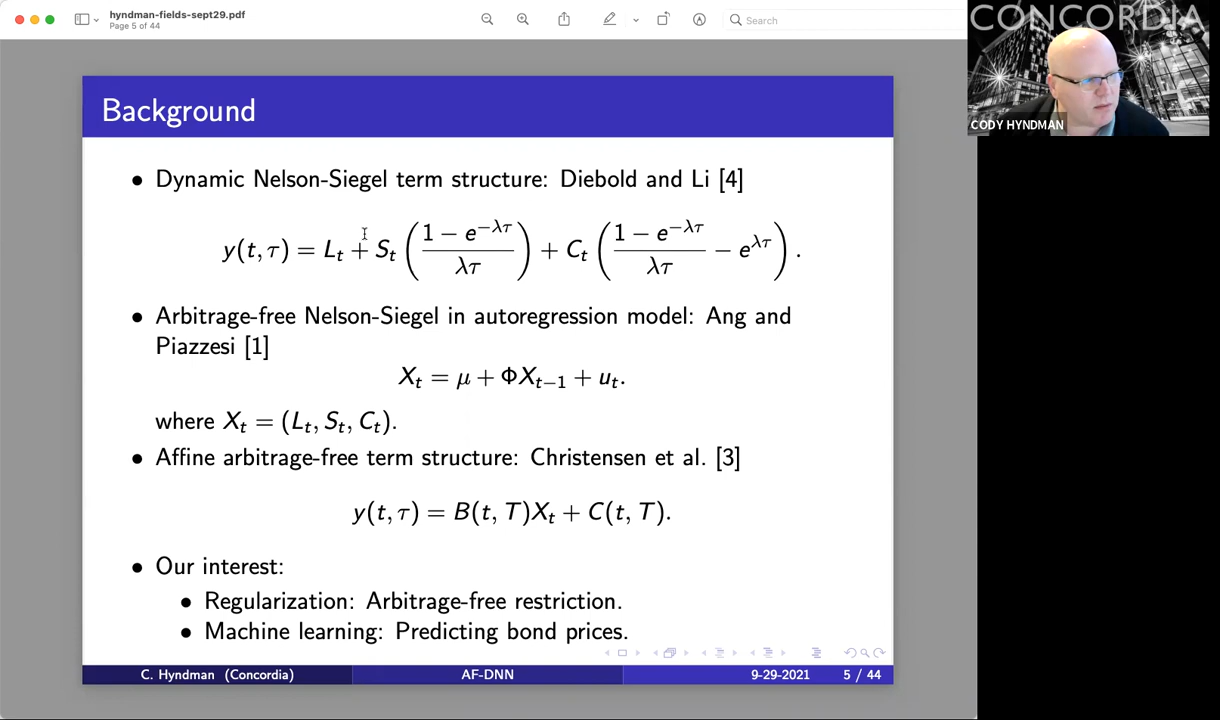 hyndman-fields-sept29.pdf
Page 5 of 44
Search
CONCORDIA
CODY HYNDMAN
Background
• Dynamic Nelson-Siegel term structure: Diebold and Li [4]
y(t, τ) = L_t + S_t ((1 − e^{−λτ})/(λτ)) + C_t ((1 − e^{−λτ})/(λτ) − e^{λτ}).
• Arbitrage-free Nelson-Siegel in autoregression model: Ang and
Piazzesi [1]
X_t = μ + ΦX_{t−1} + u_t.
where X_t = (L_t, S_t, C_t).
• Affine arbitrage-free term structure: Christensen et al. [3]
y(t, τ) = B(t, T)X_t + C(t, T).
• Our interest:
• Regularization: Arbitrage-free restriction.
• Machine learning: Predicting bond prices.
C. Hyndman (Concordia) AF-DNN 9-29-2021 5 / 44